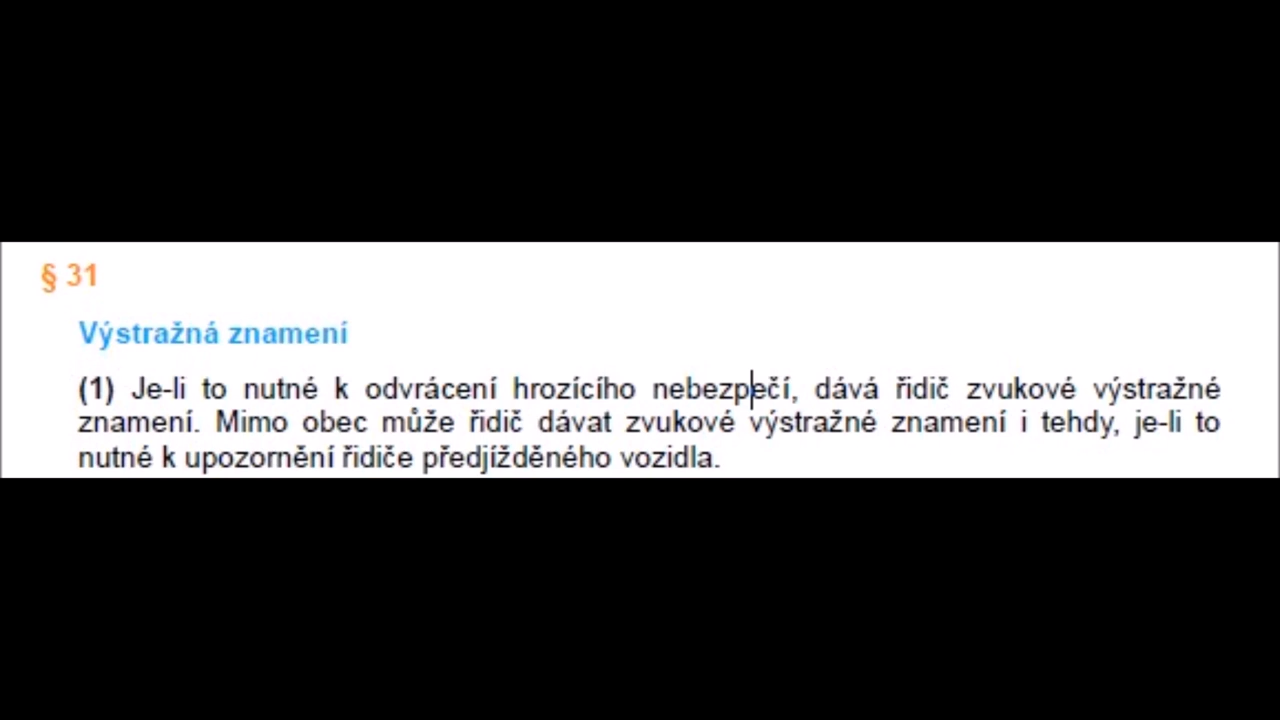 § 31
Výstražná znamení
(1) Je-li to nutné k odvrácení hrozícího nebezpečí, dává řidič zvukové výstražné
znamení. Mimo obec může řidič dávat zvukové výstražné znamení i tehdy, je-li to
nutné k upozornění řidiče předjížděného vozidla.